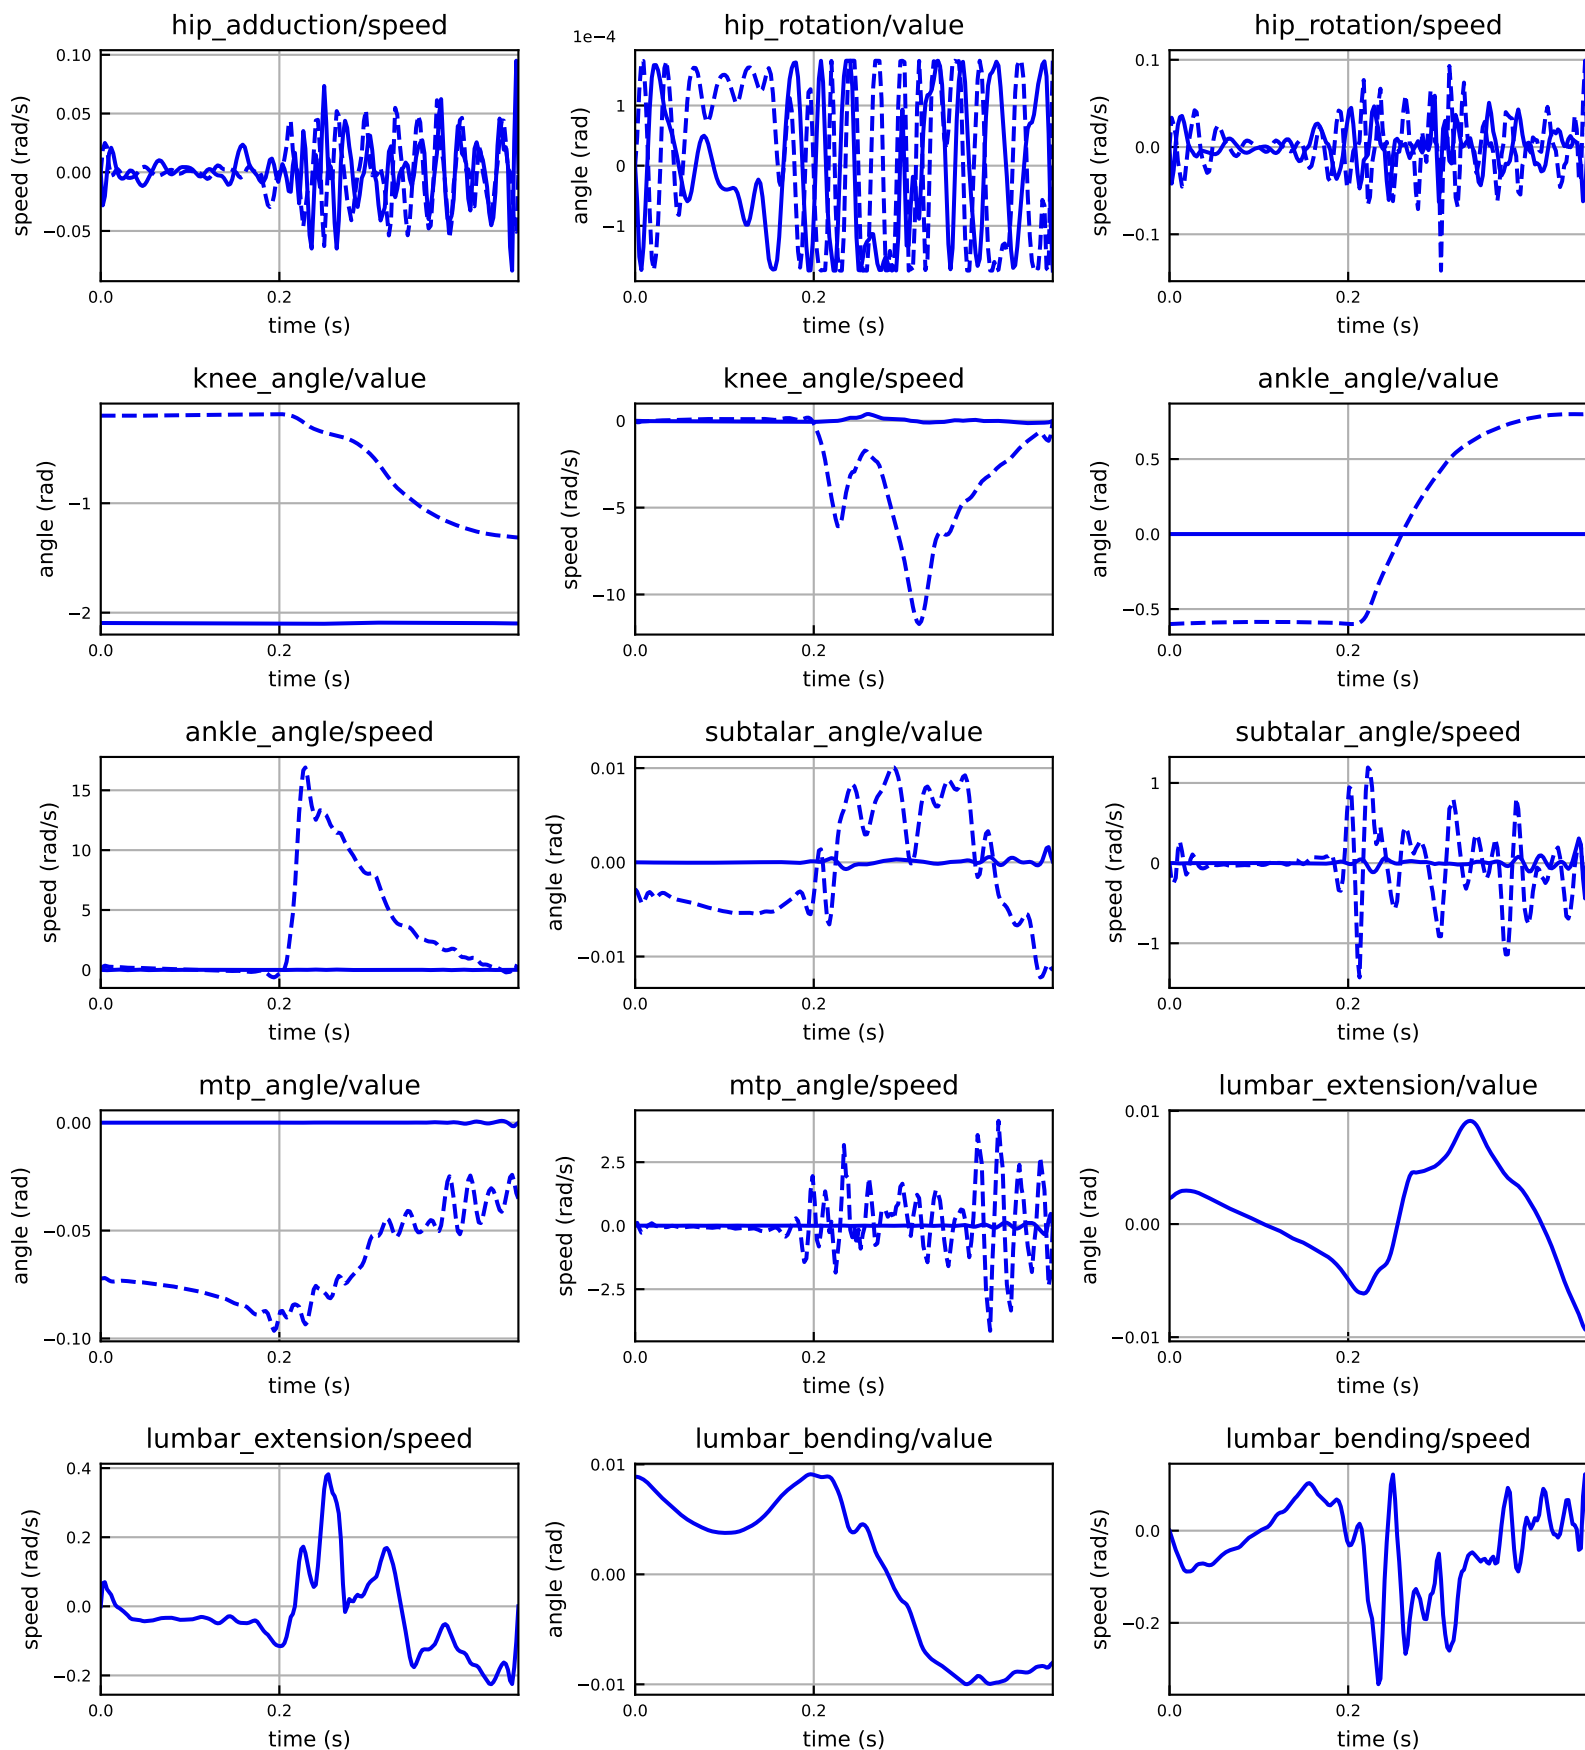 hip_adduction/speed
0.10
0.05
0.00
−0.05
speed (rad/s)
0.0
0.2
time (s)
hip_rotation/value
1e−4
1
0
−1
angle (rad)
0.0
0.2
time (s)
hip_rotation/speed
0.1
0.0
−0.1
speed (rad/s)
0.0
0.2
time (s)
knee_angle/value
−1
−2
angle (rad)
0.0
0.2
time (s)
knee_angle/speed
0
−5
−10
speed (rad/s)
0.0
0.2
time (s)
ankle_angle/value
0.5
0.0
−0.5
angle (rad)
0.0
0.2
time (s)
ankle_angle/speed
15
10
5
0
speed (rad/s)
0.0
0.2
time (s)
subtalar_angle/value
0.01
0.00
−0.01
angle (rad)
0.0
0.2
time (s)
subtalar_angle/speed
1
0
−1
speed (rad/s)
0.0
0.2
time (s)
mtp_angle/value
0.00
−0.05
−0.10
angle (rad)
0.0
0.2
time (s)
mtp_angle/speed
2.5
0.0
−2.5
speed (rad/s)
0.0
0.2
time (s)
lumbar_extension/value
0.01
0.00
−0.01
angle (rad)
0.0
0.2
time (s)
lumbar_extension/speed
0.4
0.2
0.0
−0.2
speed (rad/s)
0.0
0.2
time (s)
lumbar_bending/value
0.01
0.00
−0.01
angle (rad)
0.0
0.2
time (s)
lumbar_bending/speed
0.0
−0.2
speed (rad/s)
0.0
0.2
time (s)